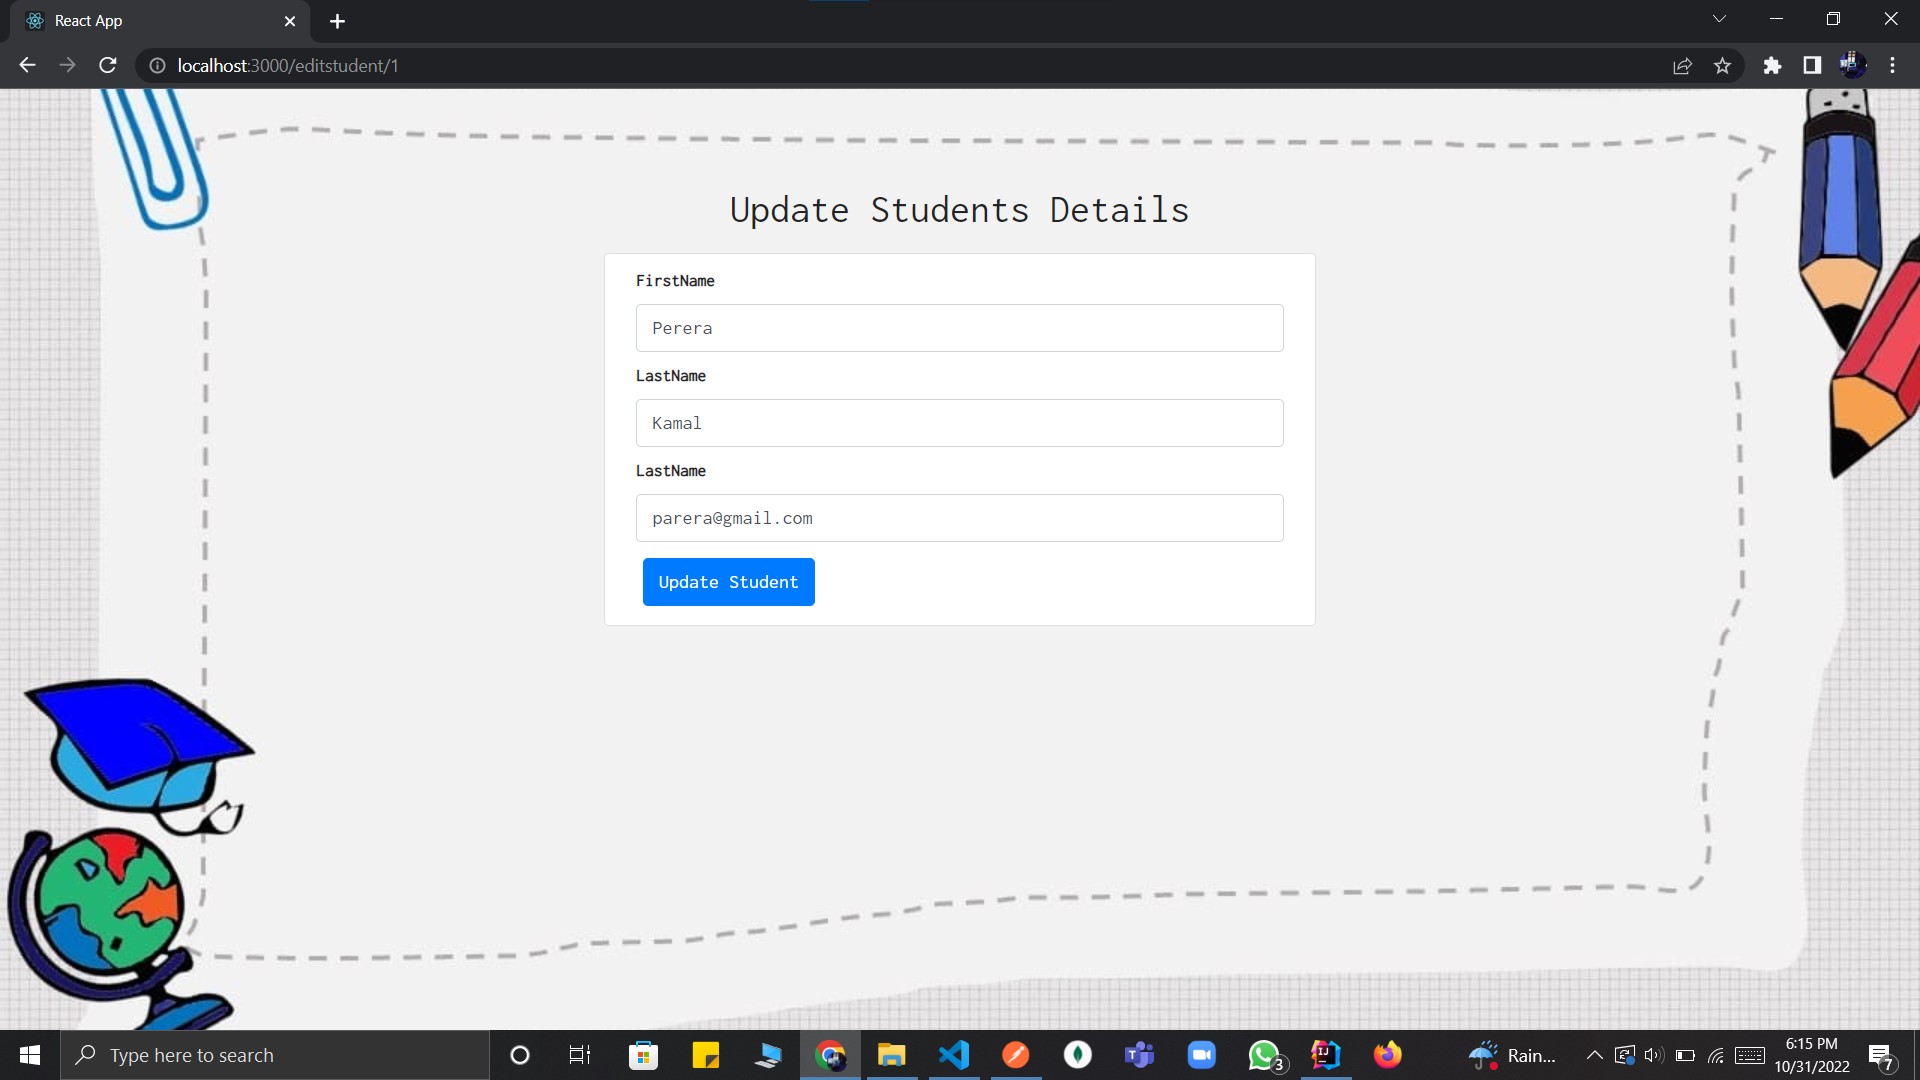 React App
localhost:3000/editstudent/1
Update Students Details
FirstName
Perera
LastName
Kamal
LastName
parera@gmail.com
Update Student
Type here to search
3
Rain...
6:15 PM
10/31/2022
7